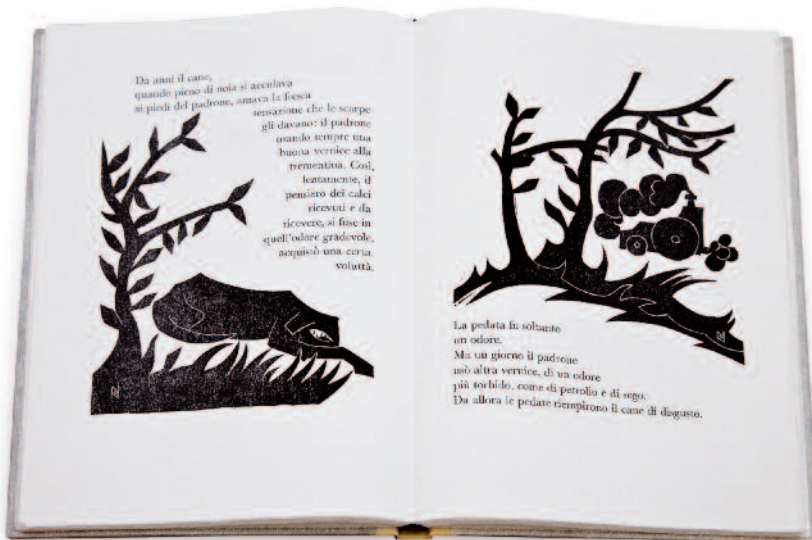 Da anni il cane,
quando pieno di noia si acculava
ai piedi del padrone, amava la fresca
sensazione che le scarpe
gli davano: il padrone
usando sempre una
buona vernice alla
trementina. Così,
lentamente, il
pensiero dei calci
ricevuti e da
ricevere, si fuse in
quell'odore gradevole,
acquistò una certa
voluttà.
La pedata fu soltanto
un odore.
Ma un giorno il padrone
usò altra vernice, di un odore
più torbido, come di petrolio e di sego.
Da allora le pedate riempirono il cane di disgusto.